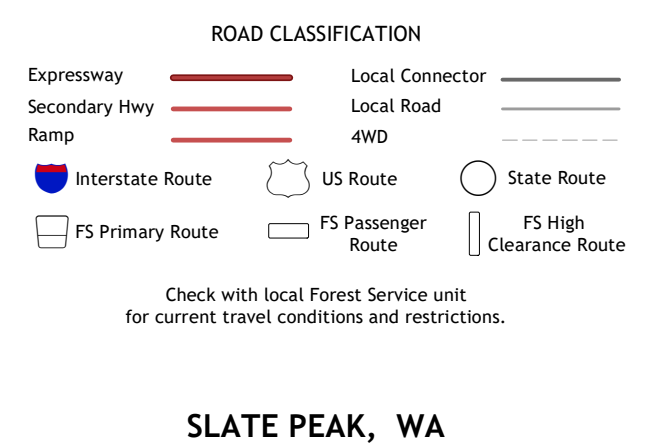 ROAD CLASSIFICATION
Expressway
Local Connector
Secondary Hwy
Local Road
Ramp
4WD
Interstate Route
US Route
State Route
FS Primary Route
FS Passenger
Route
FS High
Clearance Route
Check with local Forest Service unit
for current travel conditions and restrictions.
SLATE PEAK, WA